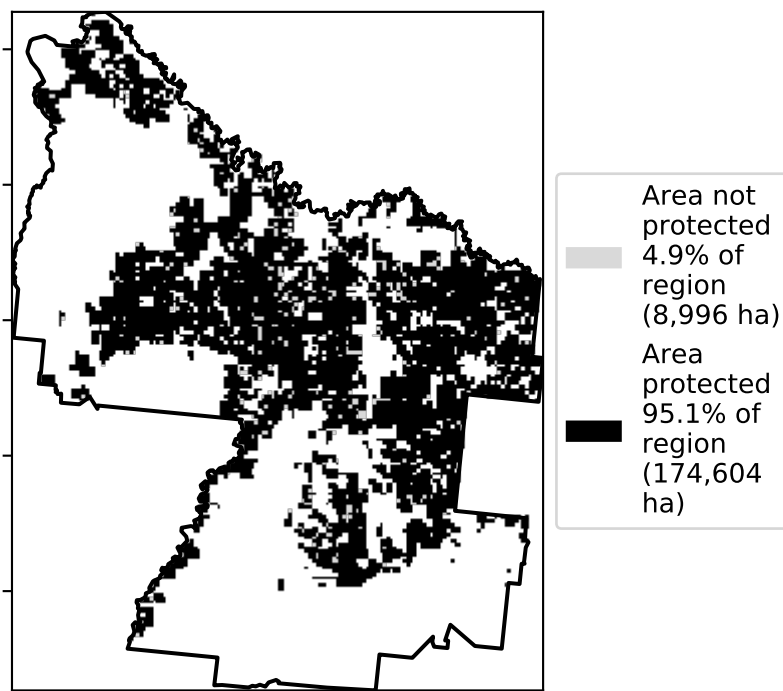 Area not
protected
4.9% of
region
(8,996 ha)
Area
protected
95.1% of
region
(174,604
ha)